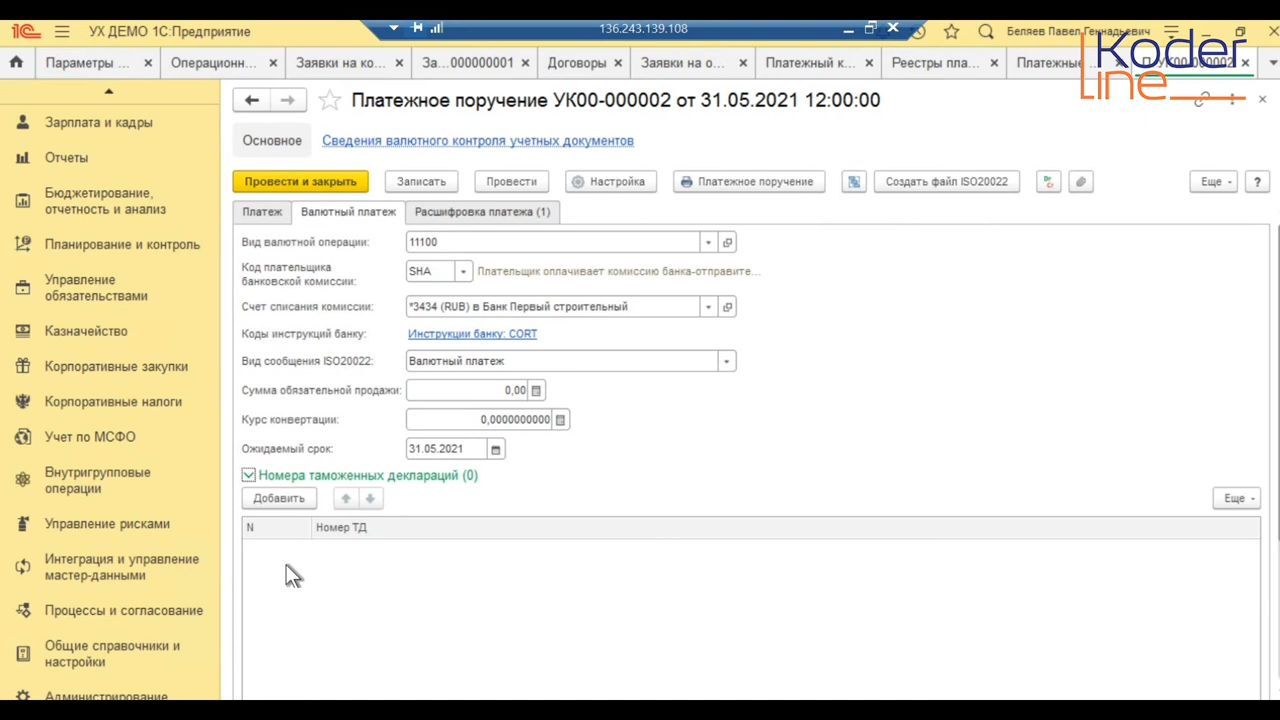 УХ ДЕМО 1С:Предприятие
136.243.139.108
Беляев Павел Геннадьевич
Koder
line
Параметры ...
Операционн...
Заявки на ко...
За...000000001
Договоры
Заявки на о...
Платежный к...
Реестры пла...
Платежные
Платежное поручение УК00-000002 от 31.05.2021 12:00:00
Основное
Сведения валютного контроля учетных документов
Провести и закрыть
Записать
Провести
Настройка
Платежное поручение
Создать файл ISO20022
Еще
?
Платеж
Валютный платеж
Расшифровка платежа (1)
Вид валютной операции:
11100
Код плательщика
банковской комиссии:
SHA
Плательщик оплачивает комиссию банка-отправите...
Счет списания комиссии:
*3434 (RUB) в Банк Первый строительный
Коды инструкций банку:
Инструкции банку: CORT
Вид сообщения ISO20022:
Валютный платеж
Сумма обязательной продажи:
0,00
Курс конвертации:
0,0000000000
Ожидаемый срок:
31.05.2021
Номера таможенных деклараций (0)
Добавить
Еще
N
Номер ТД
Зарплата и кадры
Отчеты
Бюджетирование,
отчетность и анализ
Планирование и контроль
Управление
обязательствами
Казначейство
Корпоративные закупки
Корпоративные налоги
Учет по МСФО
Внутригрупповые
операции
Управление рисками
Интеграция и управление
мастер-данными
Процессы и согласование
Общие справочники и
настройки
Администрирование